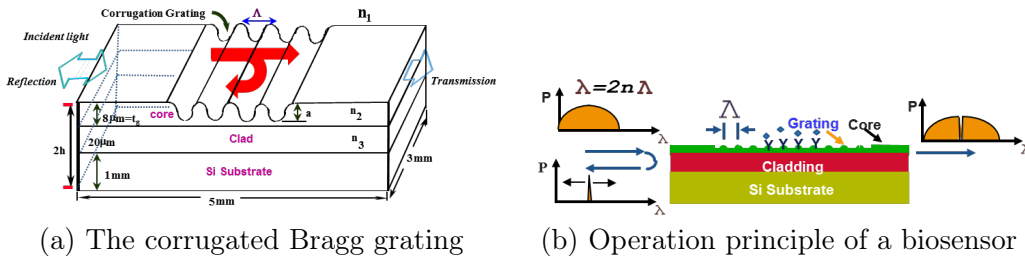 Corrugation Grating
Λ
n1
Incident light
Reflection
Transmission
8μm=tg
core
a
n2
20μm
Clad
n3
2h
Si Substrate
1mm
3mm
5mm
P
λ=2n Λ
λ
Λ
Grating
Core
P
λ
P
λ
Cladding
Si Substrate
(a) The corrugated Bragg grating
(b) Operation principle of a biosensor